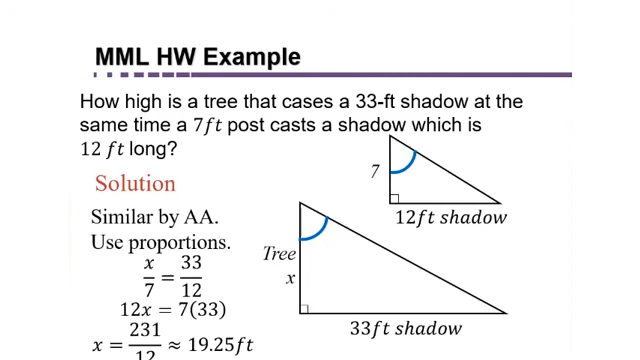 MML HW Example
How high is a tree that cases a 33-ft shadow at the
same time a 7ft post casts a shadow which is
12 ft long?
7
12ft shadow
Solution
Similar by AA.
Use proportions.
x/7 = 33/12
12x = 7(33)
x = 231/12 ≈ 19.25ft
Tree
x
33ft shadow